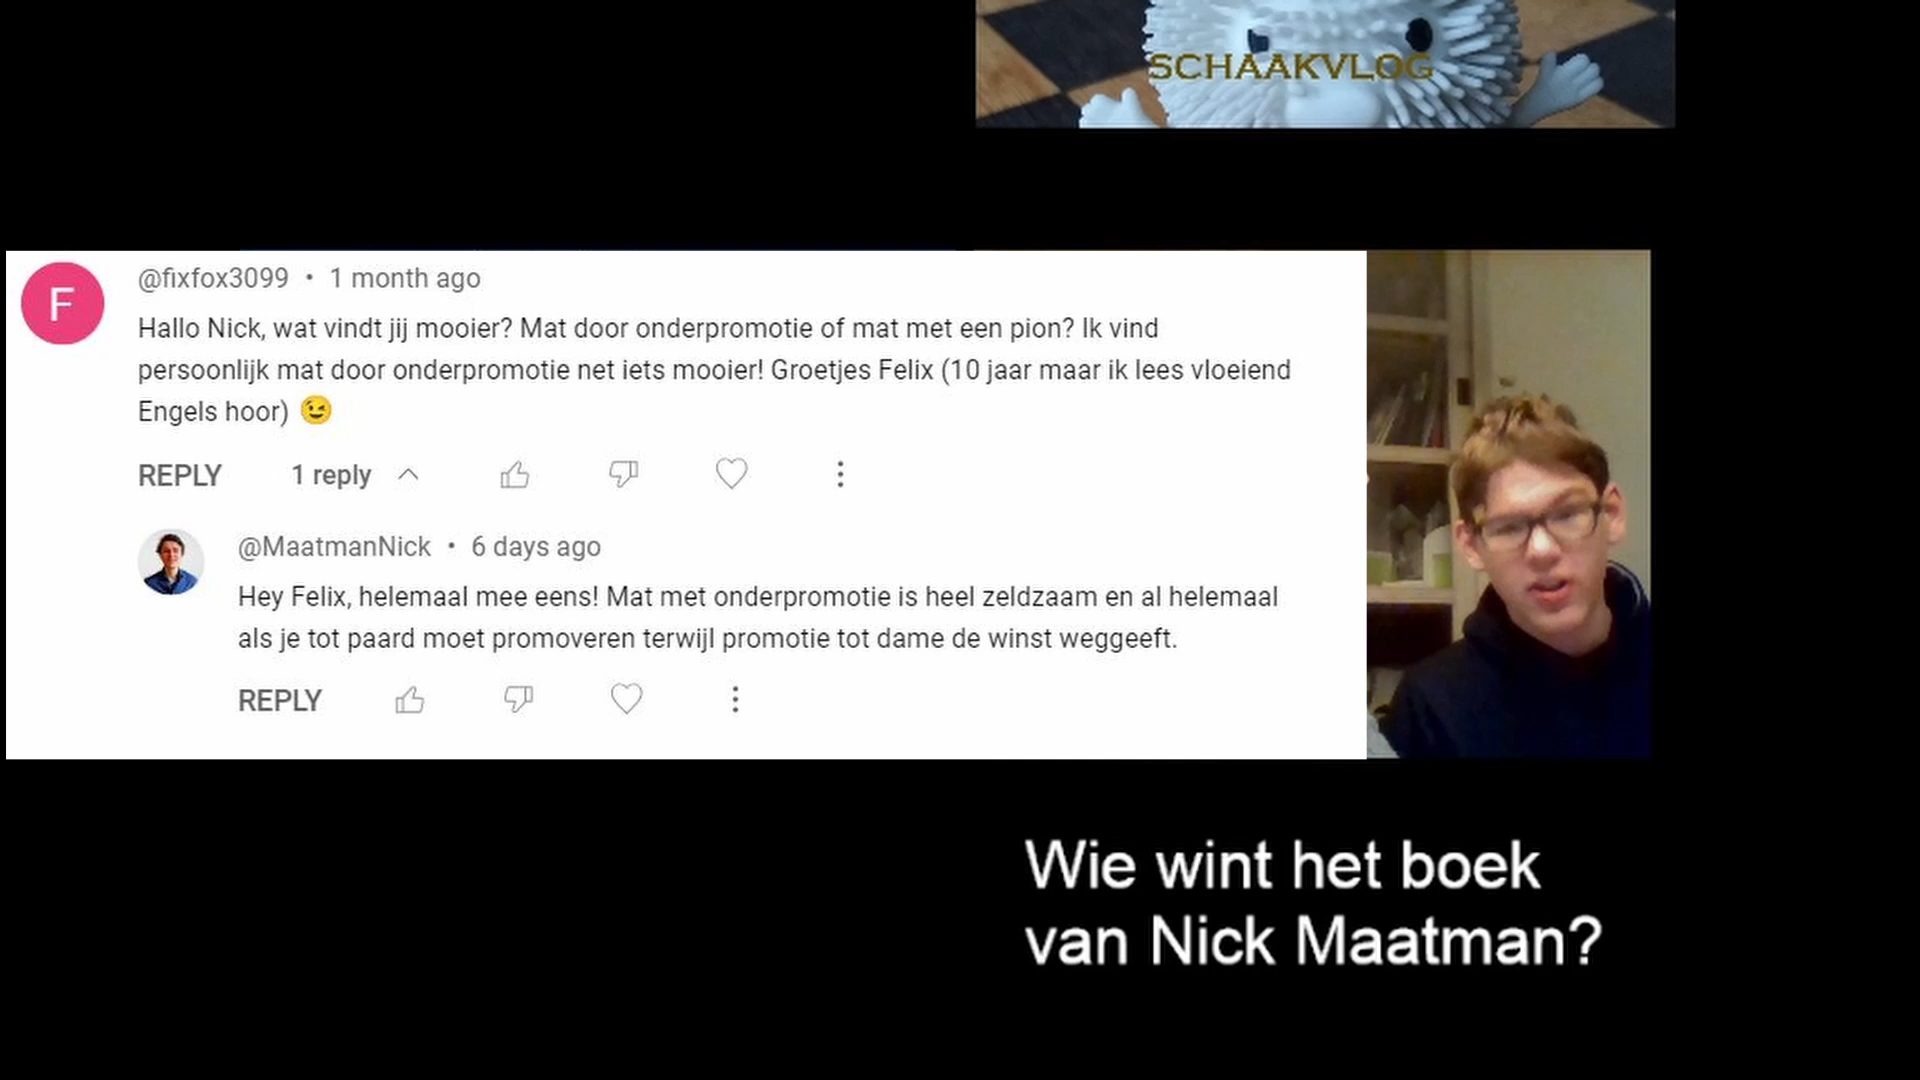 SCHAAKVLOG
F
@fixfox3099 • 1 month ago
Hallo Nick, wat vindt jij mooier? Mat door onderpromotie of mat met een pion? Ik vind
persoonlijk mat door onderpromotie net iets mooier! Groetjes Felix (10 jaar maar ik lees vloeiend
Engels hoor) 😉
REPLY 1 reply
@MaatmanNick • 6 days ago
Hey Felix, helemaal mee eens! Mat met onderpromotie is heel zeldzaam en al helemaal
als je tot paard moet promoveren terwijl promotie tot dame de winst weggeeft.
REPLY
Wie wint het boek
van Nick Maatman?